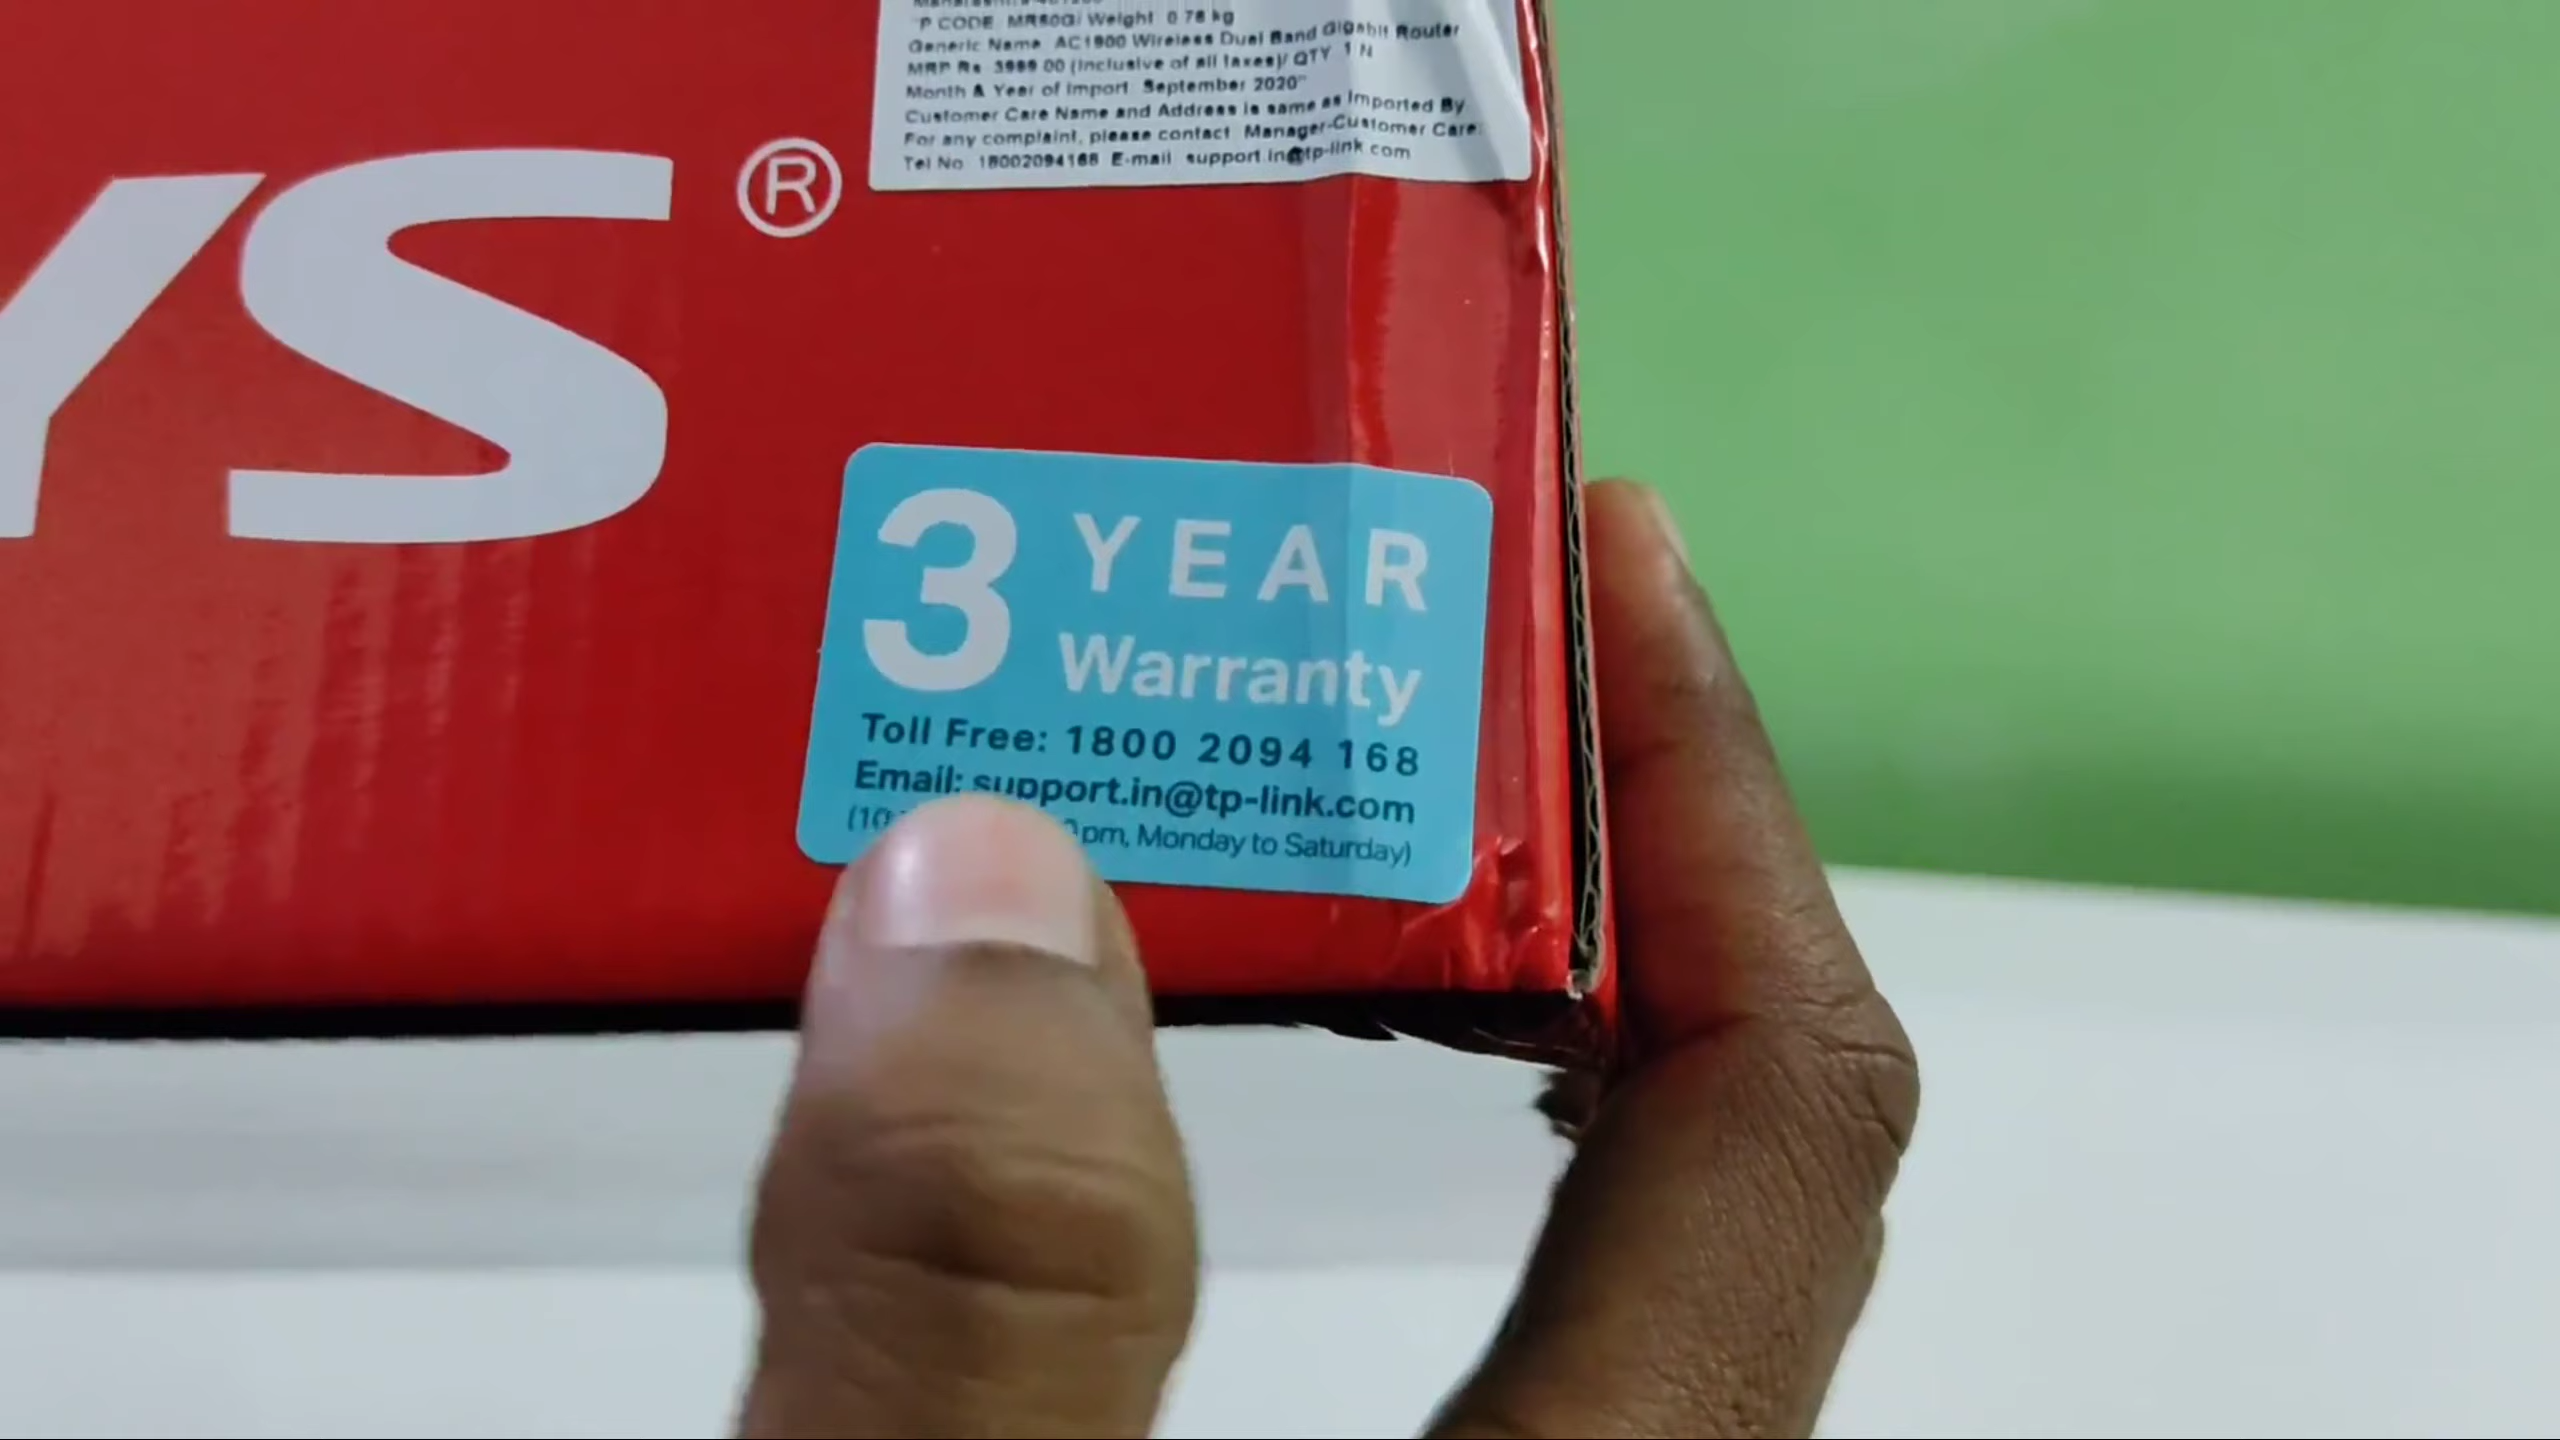 "P CODE: MR50G/ Weight: 0.78 kg
Generic Name: AC1900 Wireless Dual Band Gigabit Router
MRP Rs. 3999.00 (Inclusive of all taxes)/ QTY: 1 N
Month & Year of Import: September 2020"
Customer Care Name and Address is same as Imported By
For any complaint, please contact: Manager-Customer Care:
Tel No. 18002094168 E-mail: support.in@tp-link.com
YS®
3 YEAR
Warranty
Toll Free: 1800 2094 168
Email: support.in@tp-link.com
pm, Monday to Saturday)